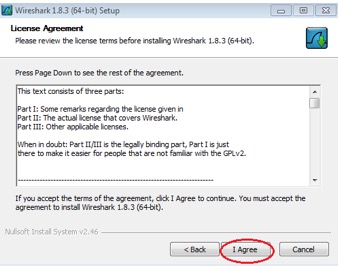 Wireshark 1.8.3 (64-bit) Setup
License Agreement
Please review the license terms before installing Wireshark 1.8.3 (64-bit).
Press Page Down to see the rest of the agreement.
This text consists of three parts:
Part I: Some remarks regarding the license given in
Part II: The actual license that covers Wireshark.
Part III: Other applicable licenses.
When in doubt: Part II/III is the legally binding part, Part I is just
there to make it easier for people that are not familiar with the GPLv2.
--------------------------------------------------------------------------------
If you accept the terms of the agreement, click I Agree to continue. You must accept the
agreement to install Wireshark 1.8.3 (64-bit).
Nullsoft Install System v2.46
< Back I Agree Cancel